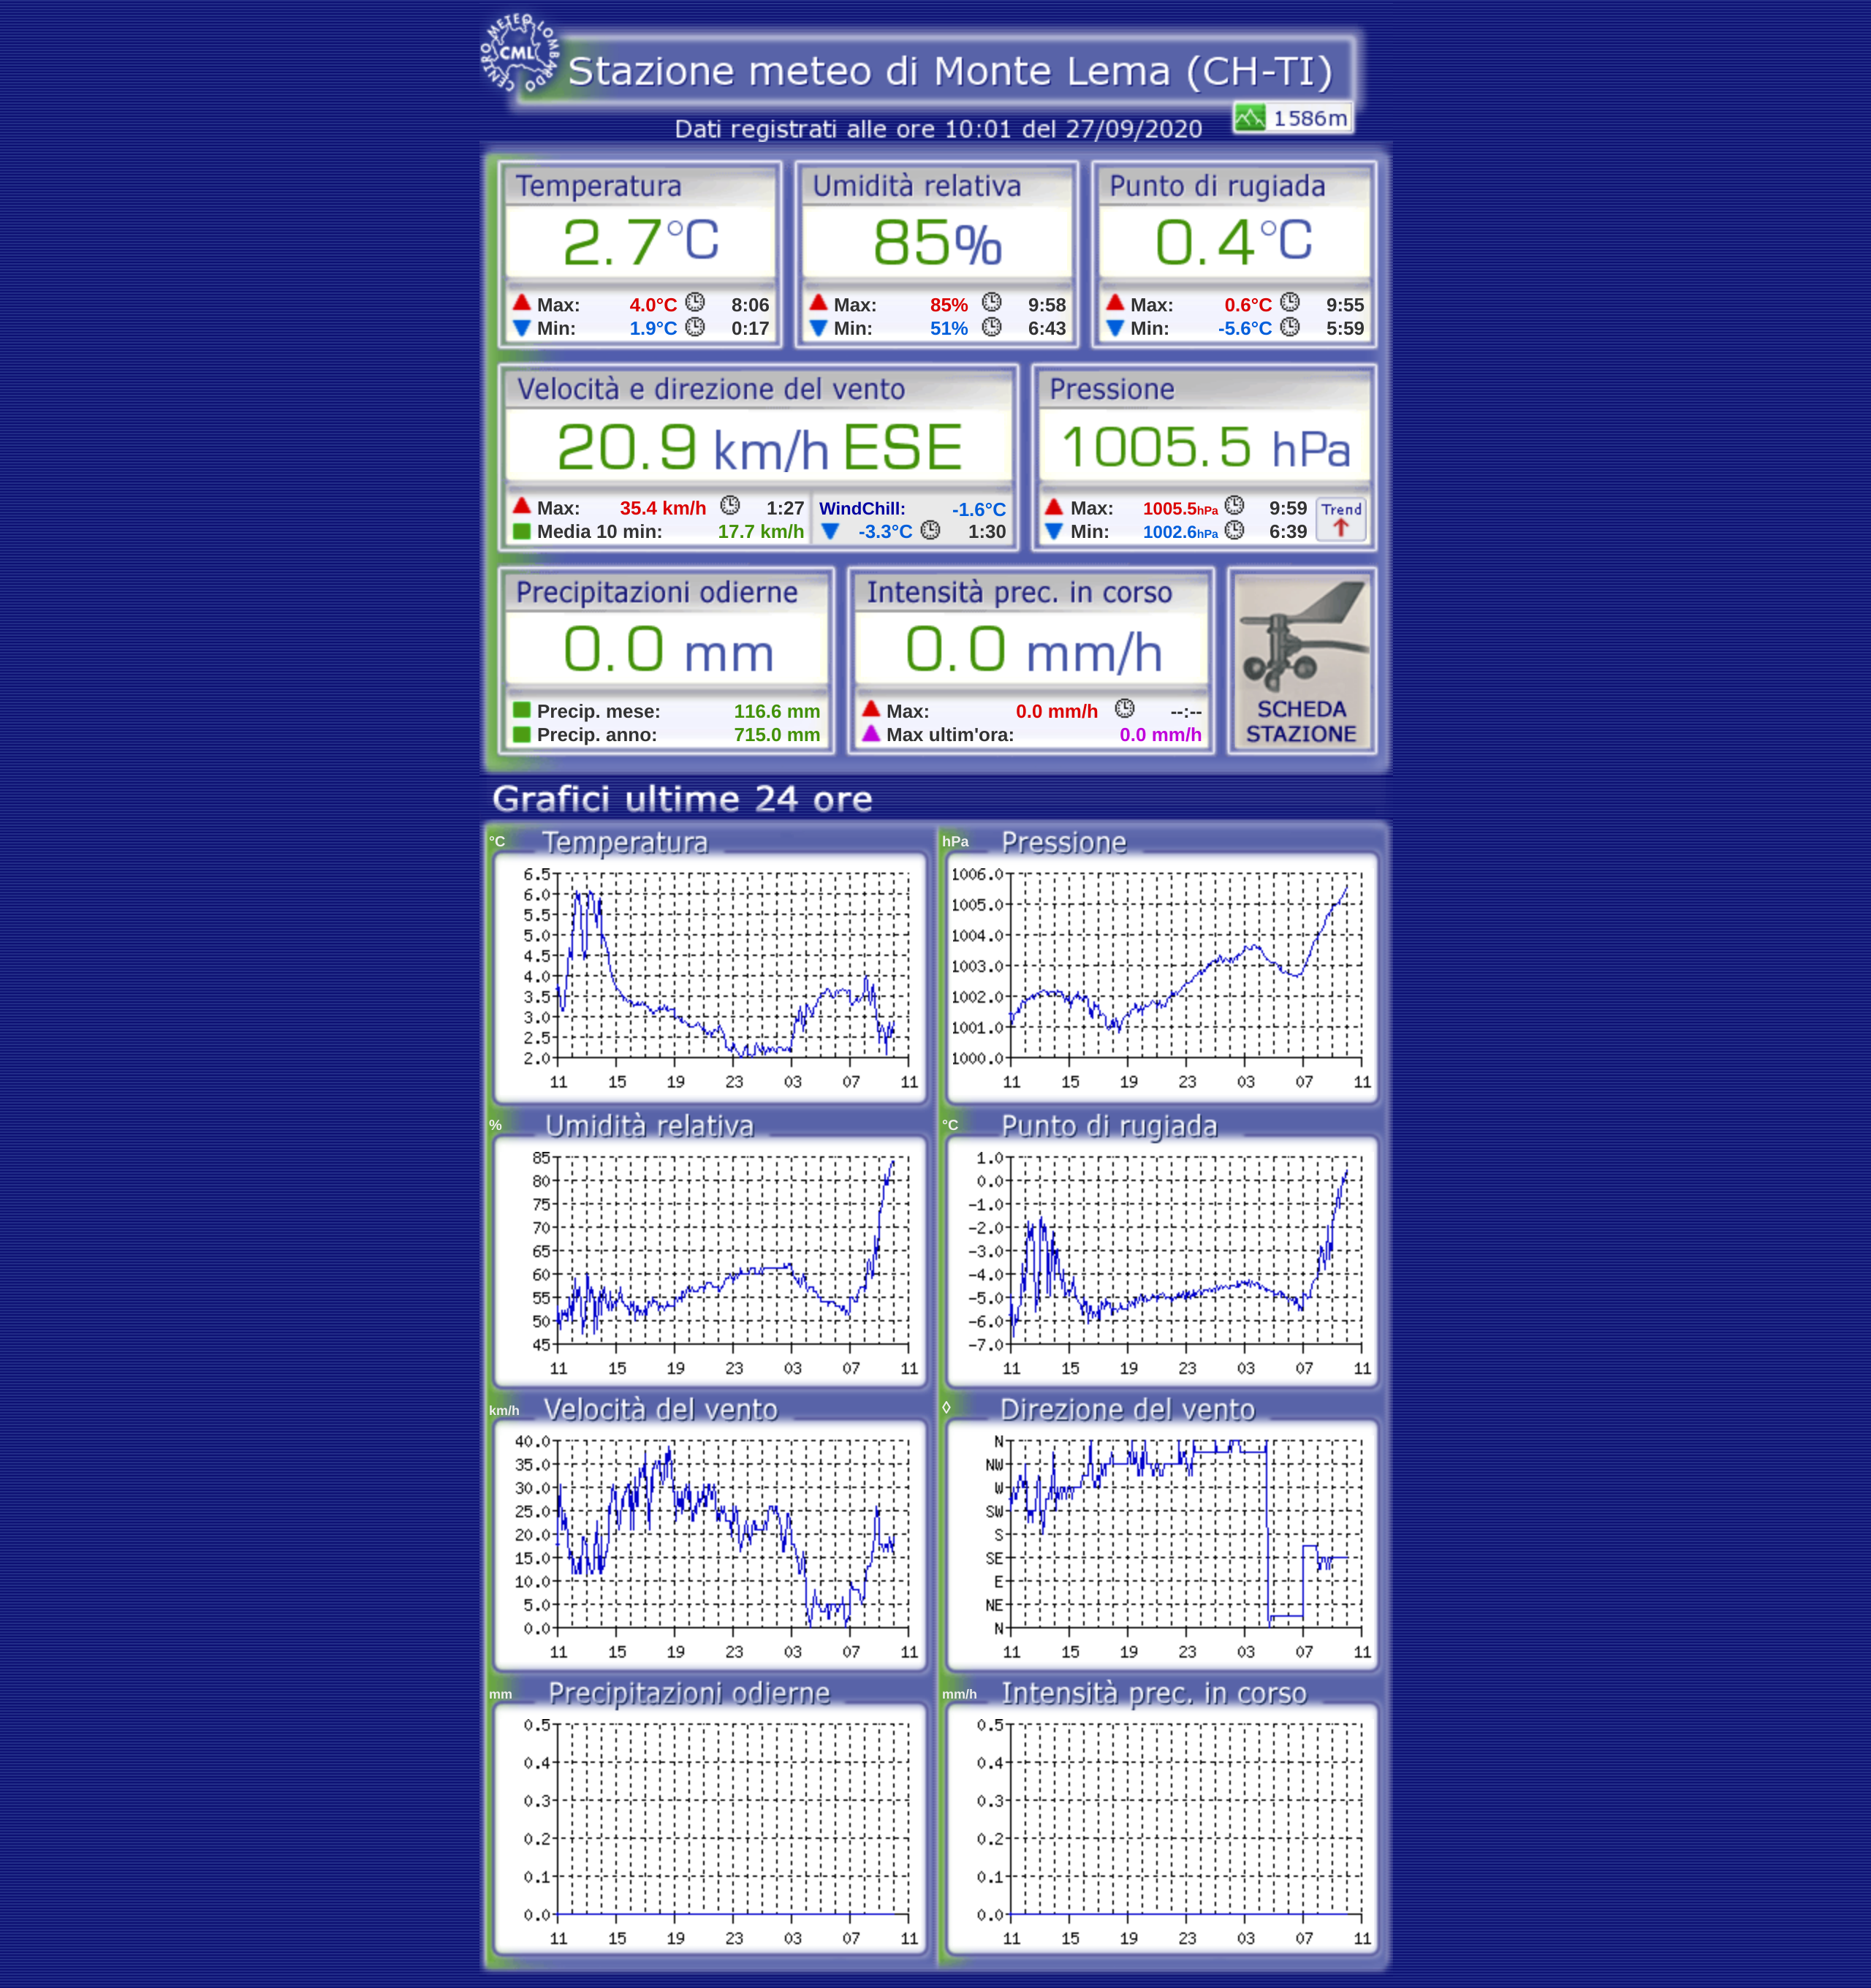 CENTRO METEO LOMBARDO
CML
Stazione meteo di Monte Lema (CH-TI)
1586m
Dati registrati alle ore 10:01 del 27/09/2020
Temperatura Umidità relativa Punto di rugiada
2.7°C 85% 0.4°C
Max: 4.0°C 8:06 Max: 85% 9:58 Max: 0.6°C 9:55
Min: 1.9°C 0:17 Min: 51% 6:43 Min: -5.6°C 5:59
Velocità e direzione del vento Pressione
20.9 km/h ESE 1005.5 hPa
Max: 35.4 km/h 1:27 WindChill: -1.6°C Max: 1005.5hPa 9:59 Trend
Media 10 min: 17.7 km/h -3.3°C 1:30 Min: 1002.6hPa 6:39
Precipitazioni odierne Intensità prec. in corso
0.0 mm 0.0 mm/h
Precip. mese: 116.6 mm Max: 0.0 mm/h --:-- SCHEDA
Precip. anno: 715.0 mm Max ultim'ora: 0.0 mm/h STAZIONE
Grafici ultime 24 ore
°C Temperatura
6.5
6.0
5.5
5.0
4.5
4.0
3.5
3.0
2.5
2.0
11 15 19 23 03 07 11
hPa Pressione
1006.0
1005.0
1004.0
1003.0
1002.0
1001.0
1000.0
11 15 19 23 03 07 11
% Umidità relativa
85
80
75
70
65
60
55
50
45
11 15 19 23 03 07 11
°C Punto di rugiada
1.0
0.0
-1.0
-2.0
-3.0
-4.0
-5.0
-6.0
-7.0
11 15 19 23 03 07 11
km/h Velocità del vento
40.0
35.0
30.0
25.0
20.0
15.0
10.0
5.0
0.0
11 15 19 23 03 07 11
◊ Direzione del vento
N
NW
W
SW
S
SE
E
NE
N
11 15 19 23 03 07 11
mm Precipitazioni odierne
0.5
0.4
0.3
0.2
0.1
0.0
11 15 19 23 03 07 11
mm/h Intensità prec. in corso
0.5
0.4
0.3
0.2
0.1
0.0
11 15 19 23 03 07 11